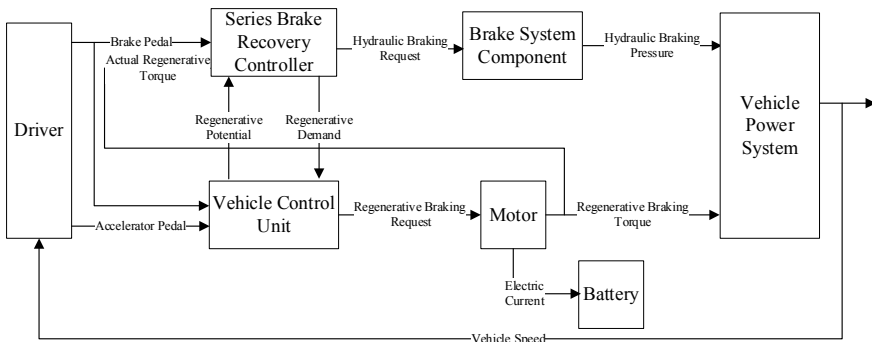 Driver
Brake Pedal
Actual Regenerative
Torque
Series Brake
Recovery
Controller
Hydraulic Braking
Request
Brake System
Component
Hydraulic Braking
Pressure
Vehicle
Power
System
Regenerative
Potential
Regenerative
Demand
Accelerator Pedal
Vehicle Control
Unit
Regenerative Braking
Request
Motor
Regenerative Braking
Torque
Electric
Current
Battery
Vehicle Speed